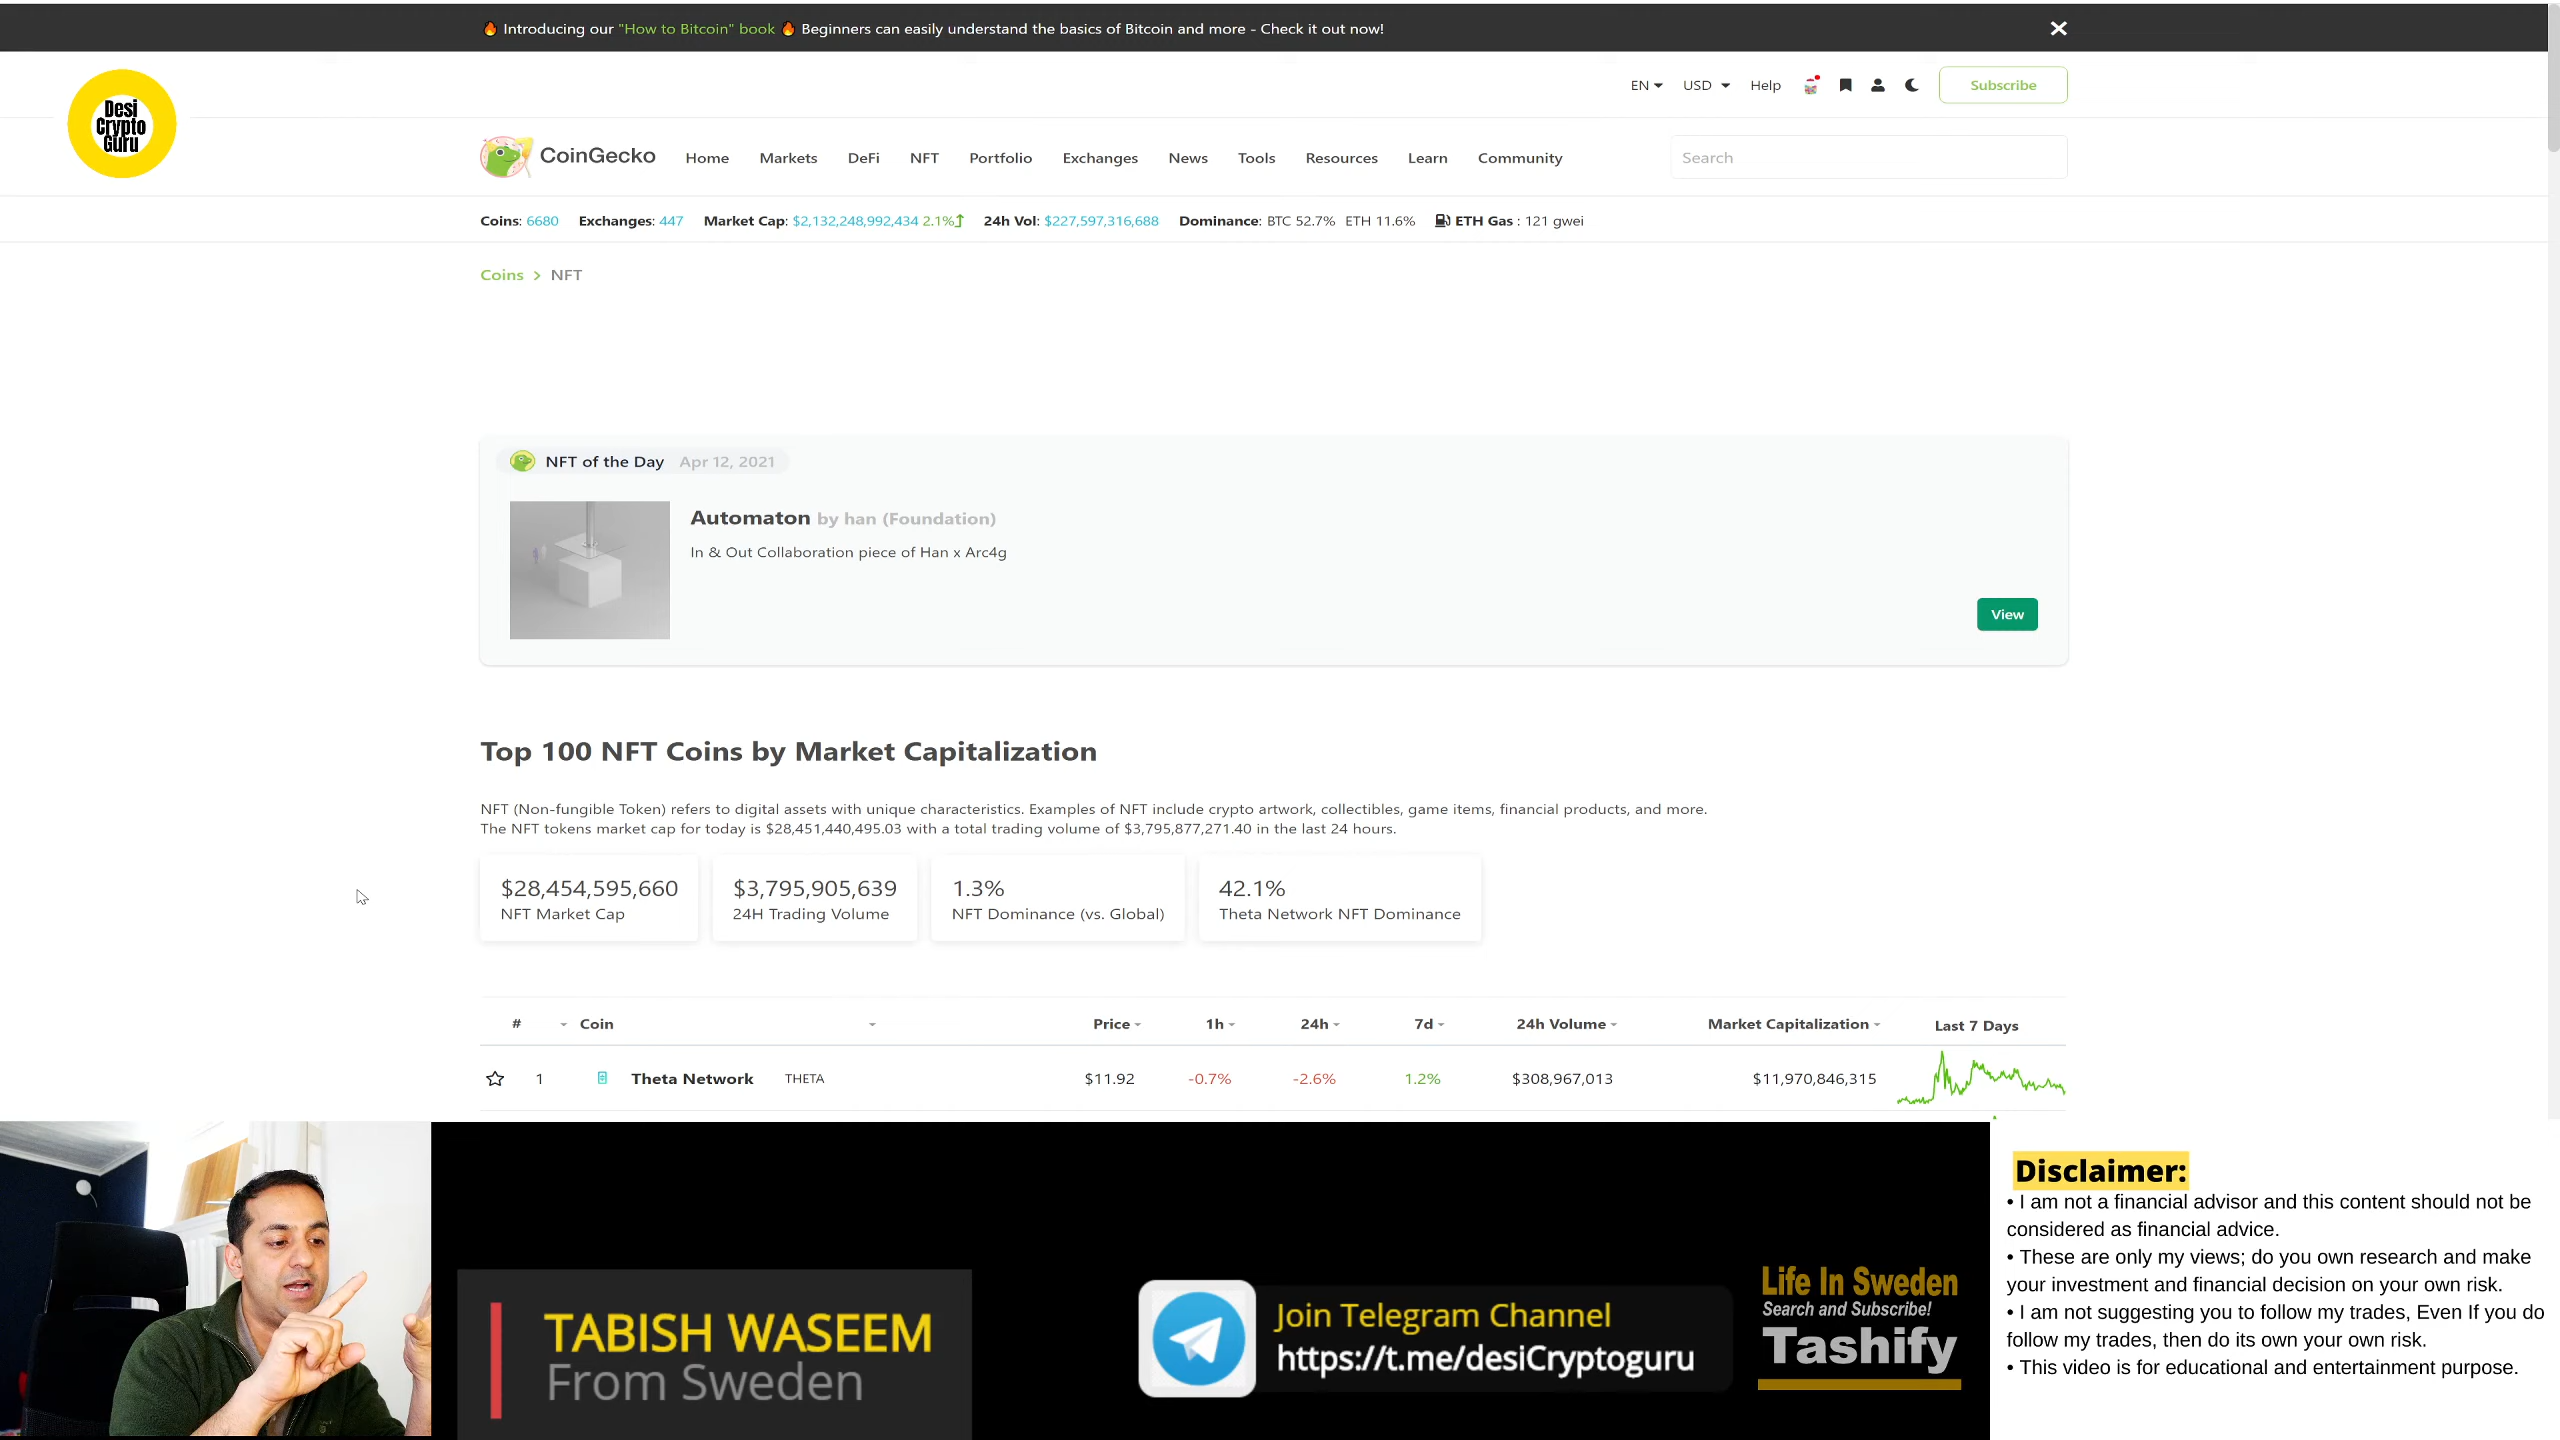 🔥 Introducing our "How to Bitcoin" book 🔥 Beginners can easily understand the basics of Bitcoin and more - Check it out now!
Desi
Crypto
Guru
EN USD Help Subscribe
CoinGecko Home Markets DeFi NFT Portfolio Exchanges News Tools Resources Learn Community Search
Coins: 6680 Exchanges: 447 Market Cap: $2,132,248,992,434 2.1% 24h Vol: $227,597,316,688 Dominance: BTC 52.7% ETH 11.6% ETH Gas : 121 gwei
Coins > NFT
NFT of the Day Apr 12, 2021
Automaton by han (Foundation)
In & Out Collaboration piece of Han x Arc4g
View
Top 100 NFT Coins by Market Capitalization
NFT (Non-fungible Token) refers to digital assets with unique characteristics. Examples of NFT include crypto artwork, collectibles, game items, financial products, and more.
The NFT tokens market cap for today is $28,451,440,495.03 with a total trading volume of $3,795,877,271.40 in the last 24 hours.
$28,454,595,660 $3,795,905,639 1.3% 42.1%
NFT Market Cap 24H Trading Volume NFT Dominance (vs. Global) Theta Network NFT Dominance
# Coin Price 1h 24h 7d 24h Volume Market Capitalization Last 7 Days
1 Theta Network THETA $11.92 -0.7% -2.6% 1.2% $308,967,013 $11,970,846,315
TABISH WASEEM
From Sweden
Join Telegram Channel
https://t.me/desiCryptoguru
Life In Sweden
Search and Subscribe!
Tashify
Disclaimer:
• I am not a financial advisor and this content should not be
considered as financial advice.
• These are only my views; do you own research and make
your investment and financial decision on your own risk.
• I am not suggesting you to follow my trades, Even If you do
follow my trades, then do its own your own risk.
• This video is for educational and entertainment purpose.